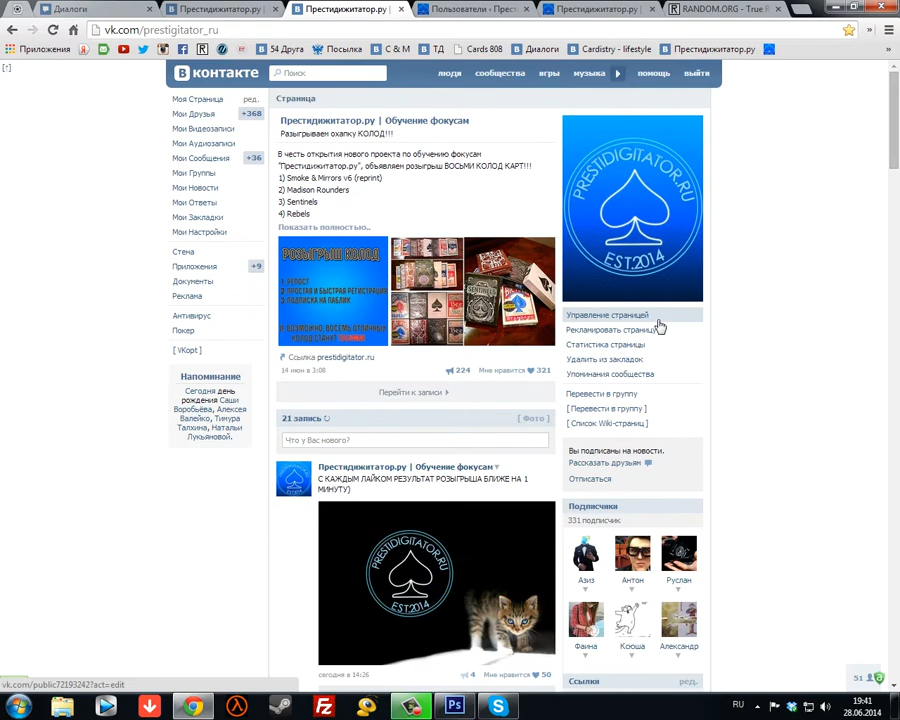 Диалоги
Престидижитатор.ру |
Престидижитатор.ру |
Пользователи - Прест
Престидижитатор.ру |
RANDOM.ORG - True R
vk.com/prestigitator_ru
Приложения
54 Друга
Посылка
C & M
ТД
Cards 808
Диалоги
Cardistry - lifestyle
Престидижитатор.ру
[↑]
В контакте
Поиск
люди
сообщества
игры
музыка
помощь
выйти
Моя Страница
ред.
Мои Друзья
+368
Мои Видеозаписи
Мои Аудиозаписи
Мои Сообщения
+36
Мои Группы
Мои Новости
Мои Ответы
Мои Закладки
Мои Настройки
Стена
Приложения
+9
Документы
Реклама
Антивирус
Покер
[ VKopt ]
Напоминание
Сегодня день
рождения Саши
Воробьёва, Алексея
Валейко, Тимура
Талхина, Натальи
Лукьяновой.
Страница
Престидижитатор.ру | Обучение фокусам
Разыгрываем охапку КОЛОД!!!
В честь открытия нового проекта по обучению фокусам
"Престидижитатор.ру", объявляем розыгрыш ВОСЬМИ КОЛОД КАРТ!!!
1) Smoke & Mirrors v6 (reprint)
2) Madison Rounders
3) Sentinels
4) Rebels
Показать полностью..
РОЗЫГРЫШ КОЛОД
1. РЕПОСТ
2. ПРОСТАЯ И БЫСТРАЯ РЕГИСТРАЦИЯ
3. ПОДПИСКА НА ПАБЛИК
И, ВОЗМОЖНО, ВОСЕМЬ ОТЛИЧНЫХ
КОЛОД СТАНУТ
SENTINELS
Ссылка prestidigitator.ru
14 июн в 3:08
224
Мне нравится
321
Перейти к записи
21 запись
[ Фото ]
Что у Вас нового?
Престидижитатор.ру | Обучение фокусам
С КАЖДЫМ ЛАЙКОМ РЕЗУЛЬТАТ РОЗЫГРЫША БЛИЖЕ НА 1
МИНУТУ)
PRESTIDIGITATOR.RU
EST.2014
сегодня в 14:26
4
Мне нравится
50
PRESTIDIGITATOR.RU
EST.2014
Управление страницей
Рекламировать страницу
Статистика страницы
Удалить из закладок
Упоминания сообщества
Перевести в группу
[ Перевести в группу ]
[ Список Wiki-страниц ]
Вы подписаны на новости.
Рассказать друзьям
Отписаться
Подписчики
331 подписчик
Азиз
Антон
Руслан
Фаина
Ксюша
Александр
Ссылки
ред.
51
vk.com/public72193242?act=edit
RU
19:41
28.06.2014